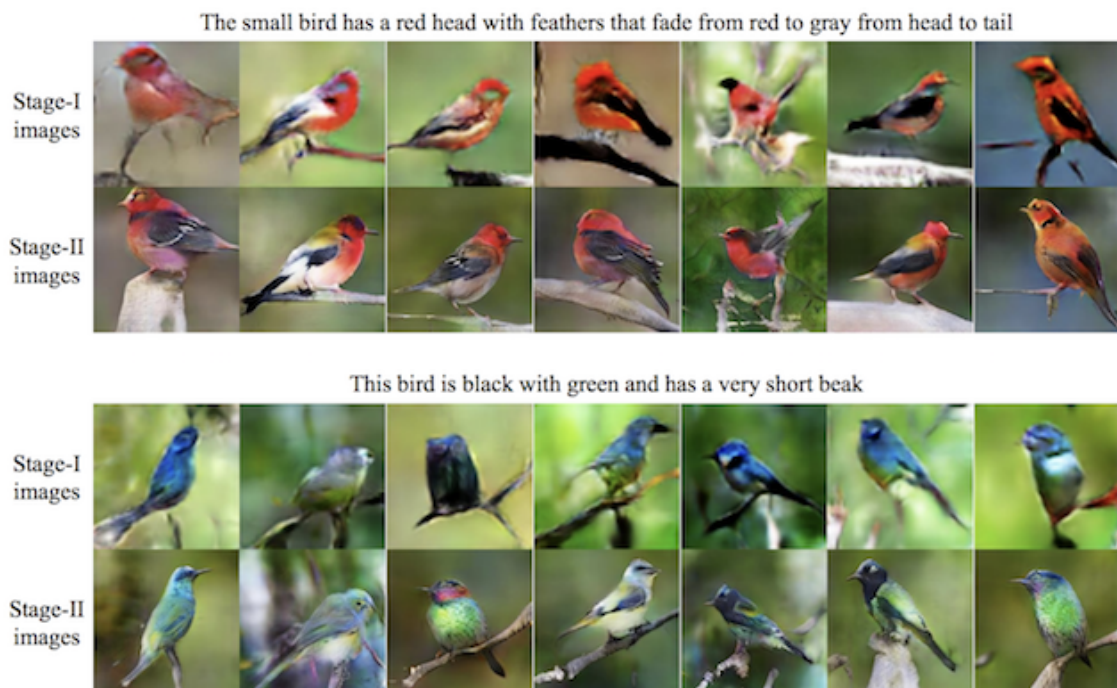 The small bird has a red head with feathers that fade from red to gray from head to tail
Stage-I
images
Stage-II
images
This bird is black with green and has a very short beak
Stage-I
images
Stage-II
images